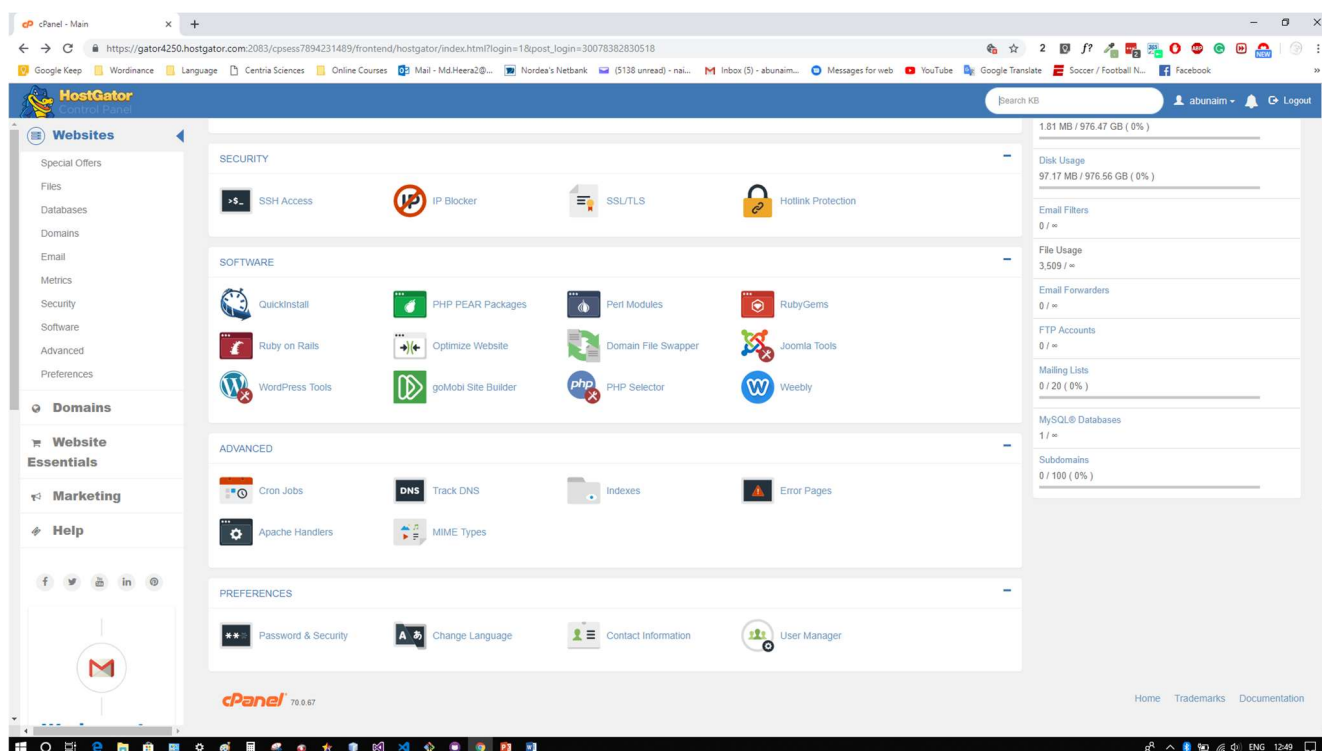 cPanel - Main
https://gator4250.hostgator.com:2083/cpsess7894231489/frontend/hostgator/index.html?login=1&post_login=30078382830518
Google Keep Wordinance Language Centria Sciences Online Courses Mail - Md.Heera2@... Nordea's Netbank (5138 unread) - nai... Inbox (5) - abunaim... Messages for web YouTube Google Translate Soccer / Football N... Facebook »
HostGator
Control Panel
Search KB
abunaim
Logout
Websites
Special Offers
Files
Databases
Domains
Email
Metrics
Security
Software
Advanced
Preferences
Domains
Website
Essentials
Marketing
Help
SECURITY
SSH Access IP Blocker SSL/TLS Hotlink Protection
SOFTWARE
QuickInstall PHP PEAR Packages Perl Modules RubyGems
Ruby on Rails Optimize Website Domain File Swapper Joomla Tools
WordPress Tools goMobi Site Builder PHP Selector Weebly
ADVANCED
Cron Jobs DNS Track DNS Indexes Error Pages
Apache Handlers MIME Types
PREFERENCES
Password & Security Change Language Contact Information User Manager
cPanel 70.0.67
Home Trademarks Documentation
1.81 MB / 976.47 GB ( 0% )
Disk Usage
97.17 MB / 976.56 GB ( 0% )
Email Filters
0 / ∞
File Usage
3,509 / ∞
Email Forwarders
0 / ∞
FTP Accounts
0 / ∞
Mailing Lists
0 / 20 ( 0% )
MySQL® Databases
1 / ∞
Subdomains
0 / 100 ( 0% )
ENG 12:49